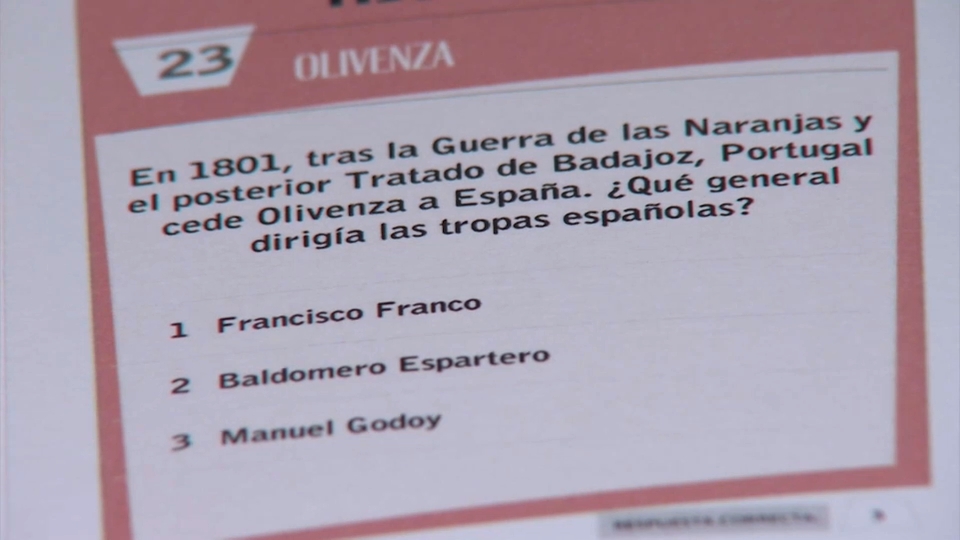 23 OLIVENZA
En 1801, tras la Guerra de las Naranjas y
el posterior Tratado de Badajoz, Portugal
cede Olivenza a España. ¿Qué general
dirigía las tropas españolas?
1 Francisco Franco
2 Baldomero Espartero
3 Manuel Godoy
RESPUESTA CORRECTA: